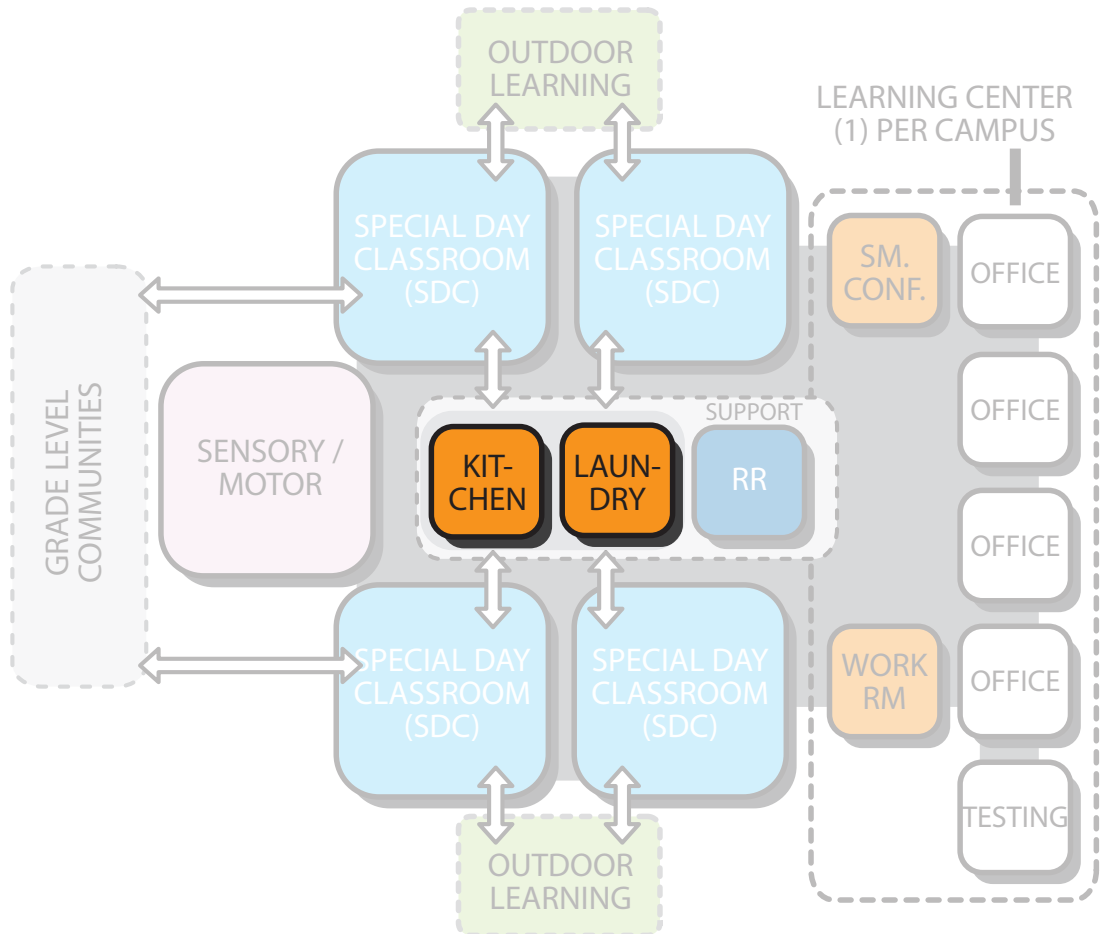 OUTDOOR
LEARNING
LEARNING CENTER
(1) PER CAMPUS
SPECIAL DAY
CLASSROOM
(SDC)
SPECIAL DAY
CLASSROOM
(SDC)
SM.
CONF.
OFFICE
GRADE LEVEL
COMMUNITIES
SENSORY /
MOTOR
SUPPORT
KIT-
CHEN
LAUN-
DRY
RR
OFFICE
OFFICE
SPECIAL DAY
CLASSROOM
(SDC)
SPECIAL DAY
CLASSROOM
(SDC)
WORK
RM
OFFICE
TESTING
OUTDOOR
LEARNING